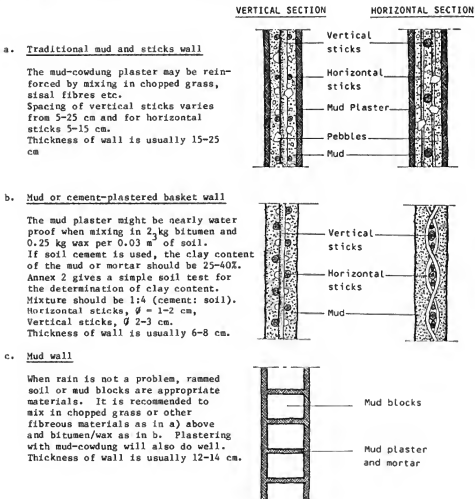 VERTICAL SECTION
HORIZONTAL SECTION
a. Traditional mud and sticks wall
The mud-cowdung plaster may be rein-
forced by mixing in chopped grass,
sisal fibres etc.
Spacing of vertical sticks varies
from 5-25 cm and for horizontal
sticks 5-15 cm.
Thickness of wall is usually 15-25
cm
Vertical
sticks
Horizontal
sticks
Mud Plaster
Pebbles
Mud
b. Mud or cement-plastered basket wall
The mud plaster might be nearly water
proof when mixing in 2 kg bitumen and
0.25 kg wax per 0.03 m³ of soil.
If soil cement is used, the clay content
of the mud or mortar should be 25-40%.
Annex 2 gives a simple soil test for
the determination of clay content.
Mixture should be 1:4 (cement: soil).
Horizontal sticks, Ø = 1-2 cm,
Vertical sticks, Ø 2-3 cm.
Thickness of wall is usually 6-8 cm.
Vertical
sticks
Horizontal
sticks
Mud
c. Mud wall
When rain is not a problem, rammed
soil or mud blocks are appropriate
materials. It is recommended to
mix in chopped grass or other
fibreous materials as in a) above
and bitumen/wax as in b. Plastering
with mud-cowdung will also do well.
Thickness of wall is usually 12-14 cm.
Mud blocks
Mud plaster
and mortar